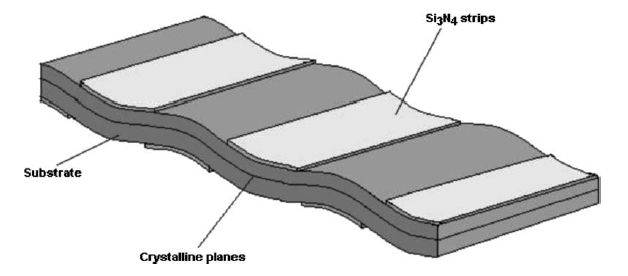 Si3N4 strips
Substrate
Crystalline planes